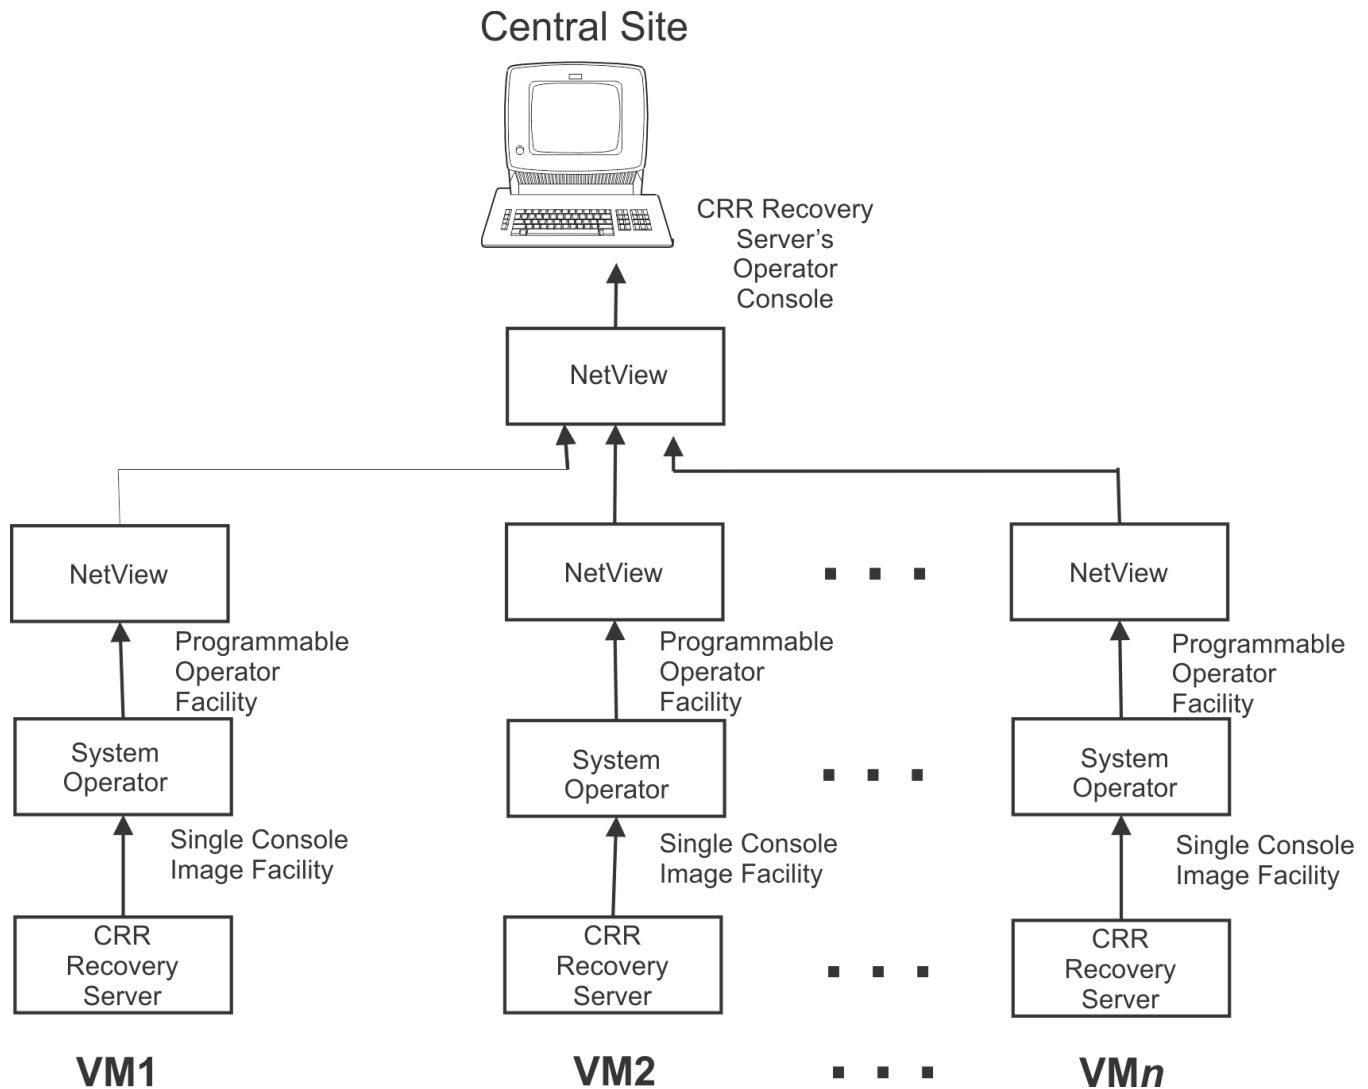 Central Site
CRR Recovery
Server’s
Operator
Console
NetView
NetView
NetView
NetView
Programmable
Operator
Facility
Programmable
Operator
Facility
Programmable
Operator
Facility
System
Operator
System
Operator
System
Operator
Single Console
Image Facility
Single Console
Image Facility
Single Console
Image Facility
CRR
Recovery
Server
CRR
Recovery
Server
CRR
Recovery
Server
VM1
VM2
VMn